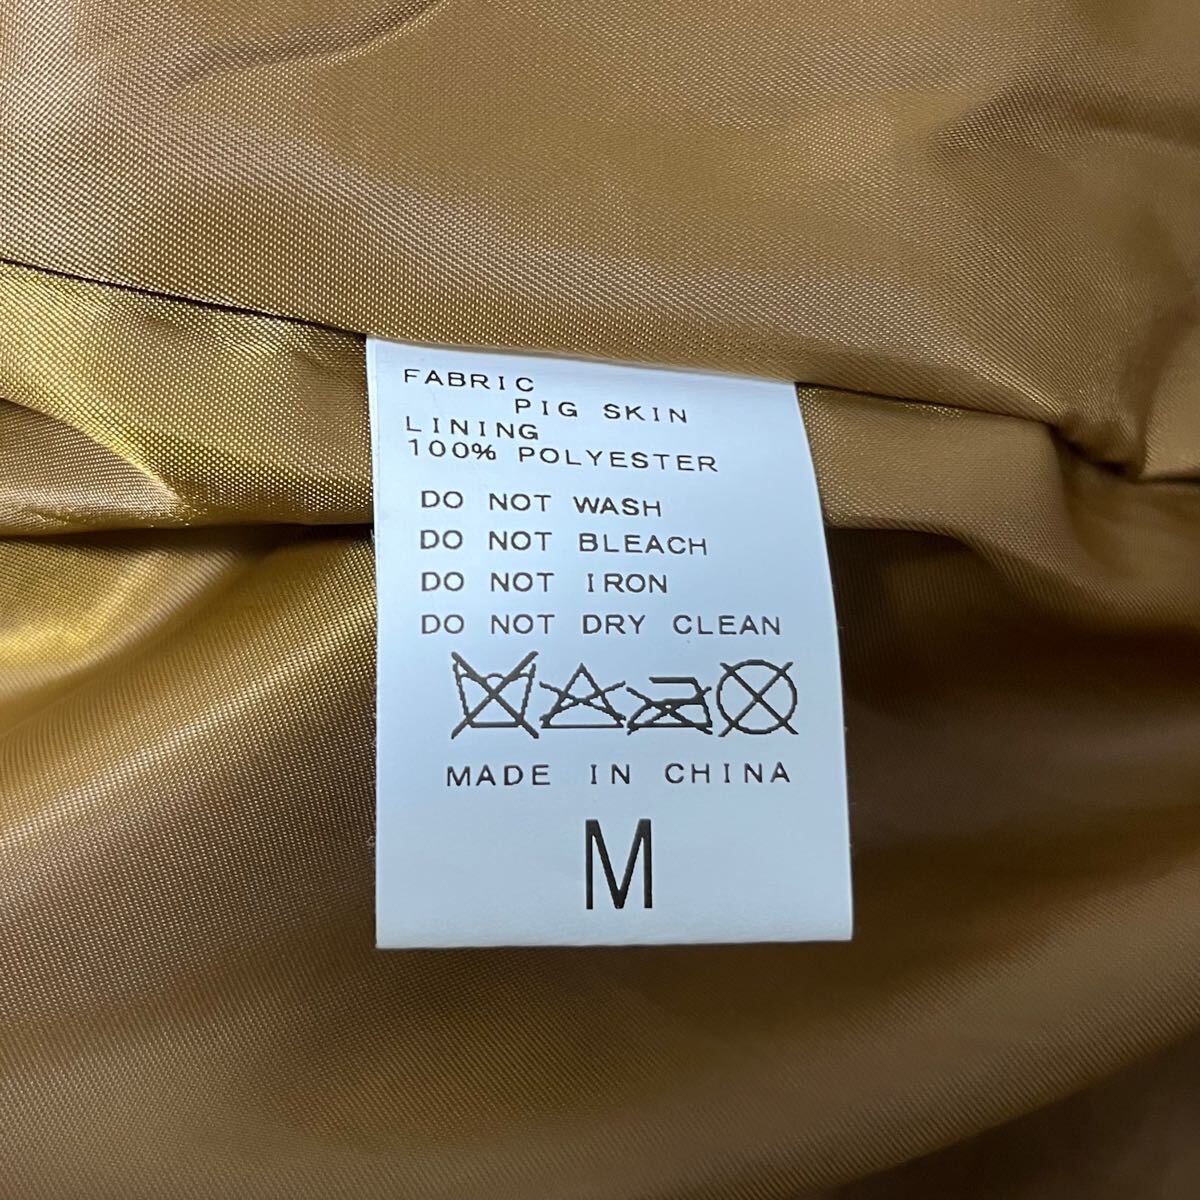 FABRIC
PIG SKIN
LINING
100% POLYESTER
DO NOT WASH
DO NOT BLEACH
DO NOT IRON
DO NOT DRY CLEAN
MADE IN CHINA
M